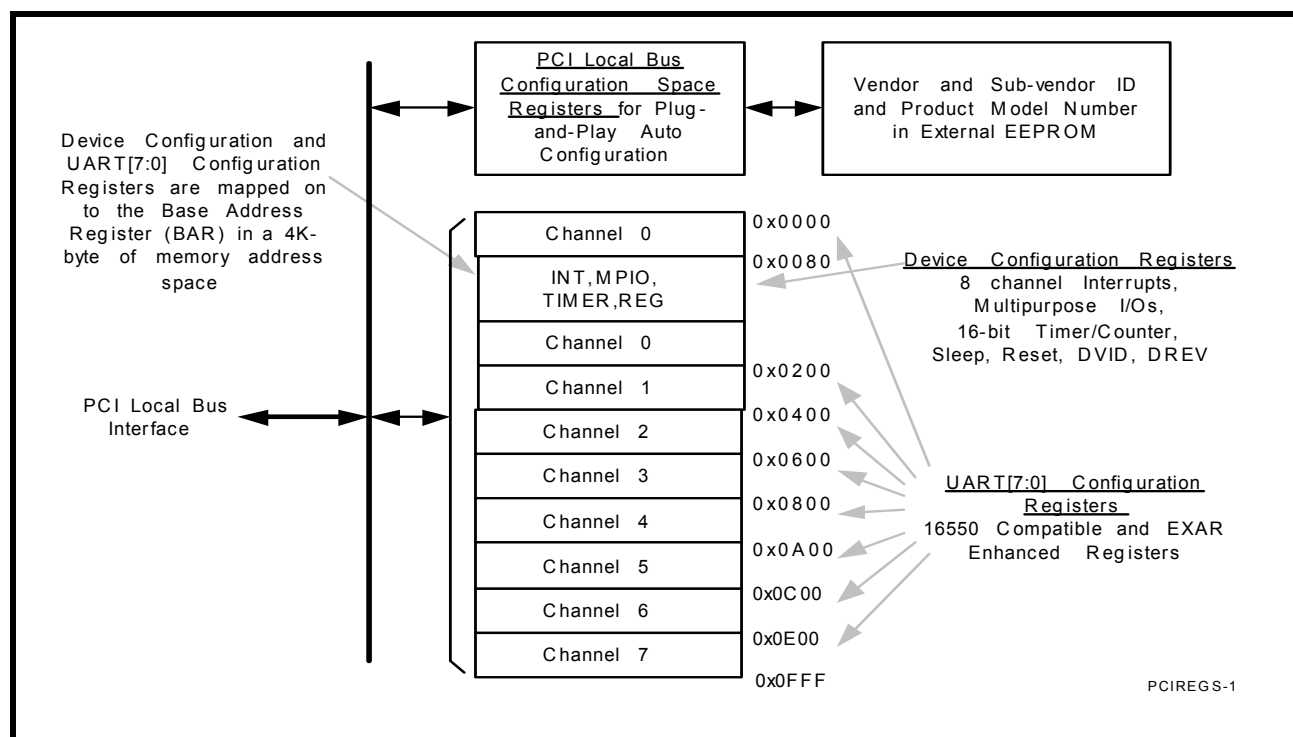 PCI Local Bus
Configuration Space
Registers for Plug-
and-Play Auto
Configuration
Vendor and Sub-vendor ID
and Product Model Number
in External EEPROM
Device Configuration and
UART[7:0] Configuration
Registers are mapped on
to the Base Address
Register (BAR) in a 4K-
byte of memory address
space
Channel 0
0x0000
INT,MPIO,
TIMER,REG
0x0080
Device Configuration Registers
8 channel Interrupts,
Multipurpose I/Os,
16-bit Timer/Counter,
Sleep, Reset, DVID, DREV
Channel 0
Channel 1
0x0200
PCI Local Bus
Interface
Channel 2
0x0400
Channel 3
0x0600
Channel 4
0x0800
Channel 5
0x0A00
Channel 6
0x0C00
Channel 7
0x0E00
0x0FFF
UART[7:0] Configuration
Registers
16550 Compatible and EXAR
Enhanced Registers
PCIREGS-1